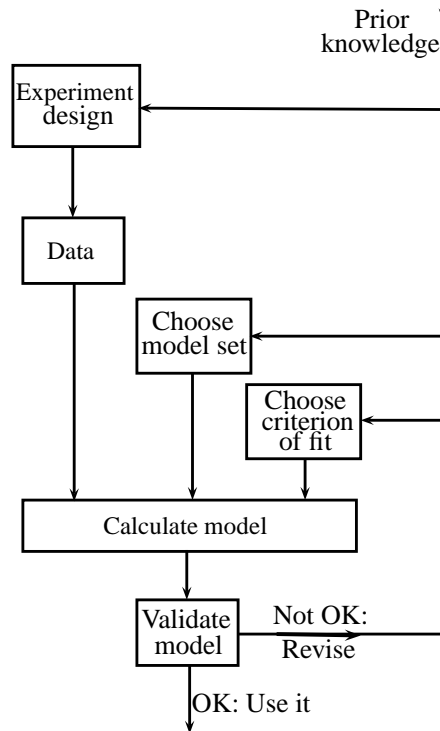 Prior
knowledge
Experiment
design
Data
Choose
model set
Choose
criterion
of fit
Calculate model
Validate
model
Not OK:
Revise
OK: Use it